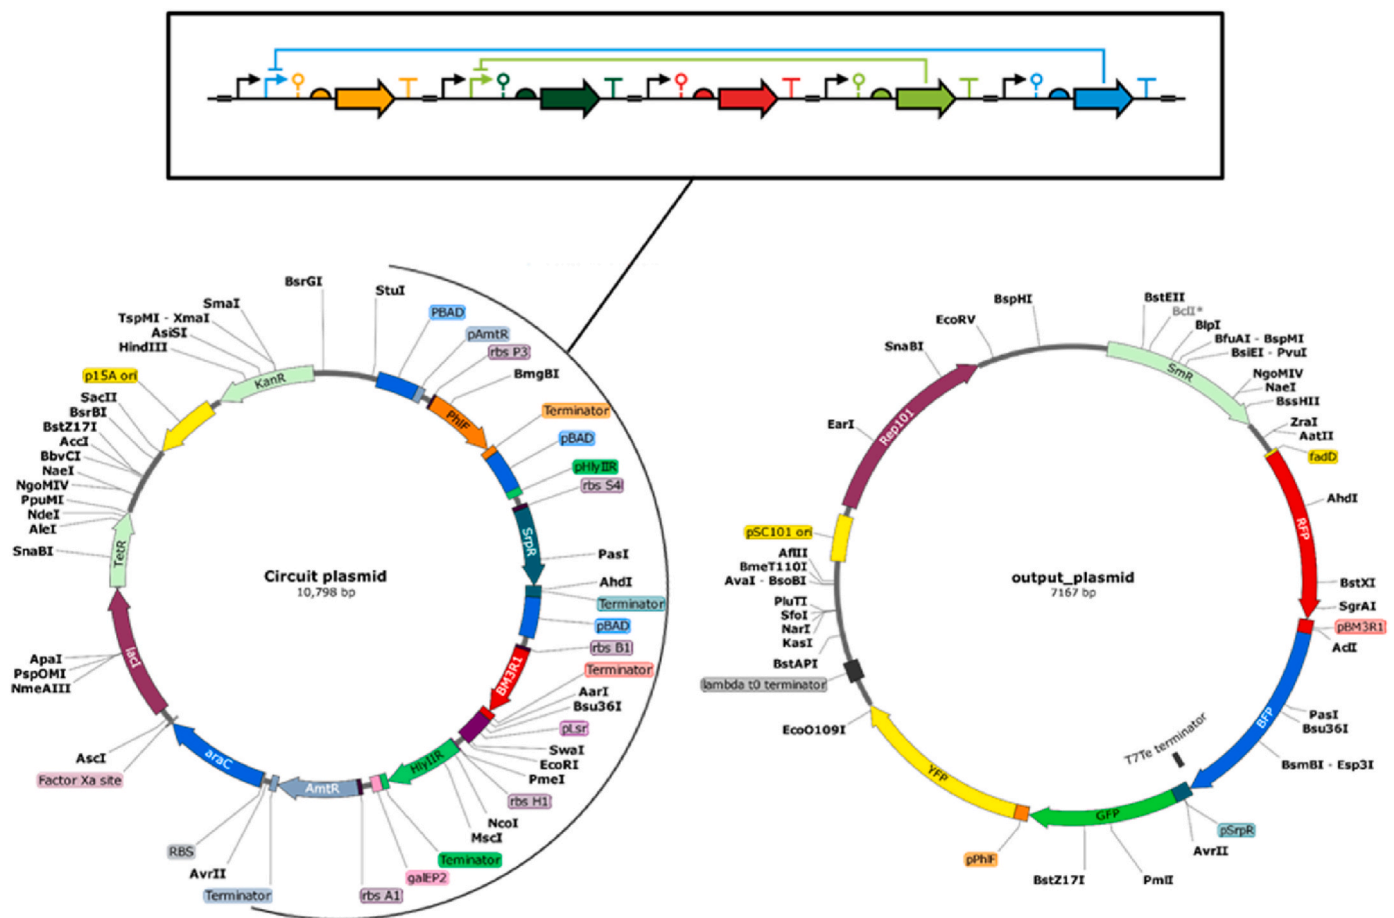 BsrGI
StuI
SmaI
TspMI - XmaI
AsiSI
HindIII
KanR
p15A ori
SacII
BsrBI
BstZ17I
AccI
BbvCI
NaeI
NgoMIV
PpuMI
NdeI
AleI
SnaBI
TetR
lacI
ApaI
PspOMI
NmeAIII
AscI
Factor Xa site
araC
RBS
AvrII
Terminator
AmtR
rbs A1
galEP2
Teminator
MscI
NcoI
HlyIIR
rbs H1
PmeI
EcoRI
SwaI
pLsr
Bsu36I
AarI
Terminator
BM3R1
rbs B1
pBAD
Terminator
AhdI
PasI
SrpR
rbs S4
pHlyIIR
pBAD
Terminator
PhlF
BmgBI
rbs P3
pAmtR
PBAD
Circuit plasmid
10,798 bp
BspHI
EcoRV
SnaBI
EarI
Rep101
pSC101 ori
AflII
BmeT110I
AvaI - BsoBI
PluTI
SfoI
NarI
KasI
BstAPI
lambda t0 terminator
EcoO109I
YFP
pPhlF
BstZ17I
GFP
PmlI
AvrII
pSrpR
T7Te terminator
BsmBI - Esp3I
Bsu36I
PasI
BFP
AclI
pBM3R1
SgrAI
BstXI
RFP
AhdI
fadD
AatII
ZraI
BssHII
NaeI
NgoMIV
SmR
BsiEI - PvuI
BfuAI - BspMI
BlpI
BclI*
BstEII
output_plasmid
7167 bp